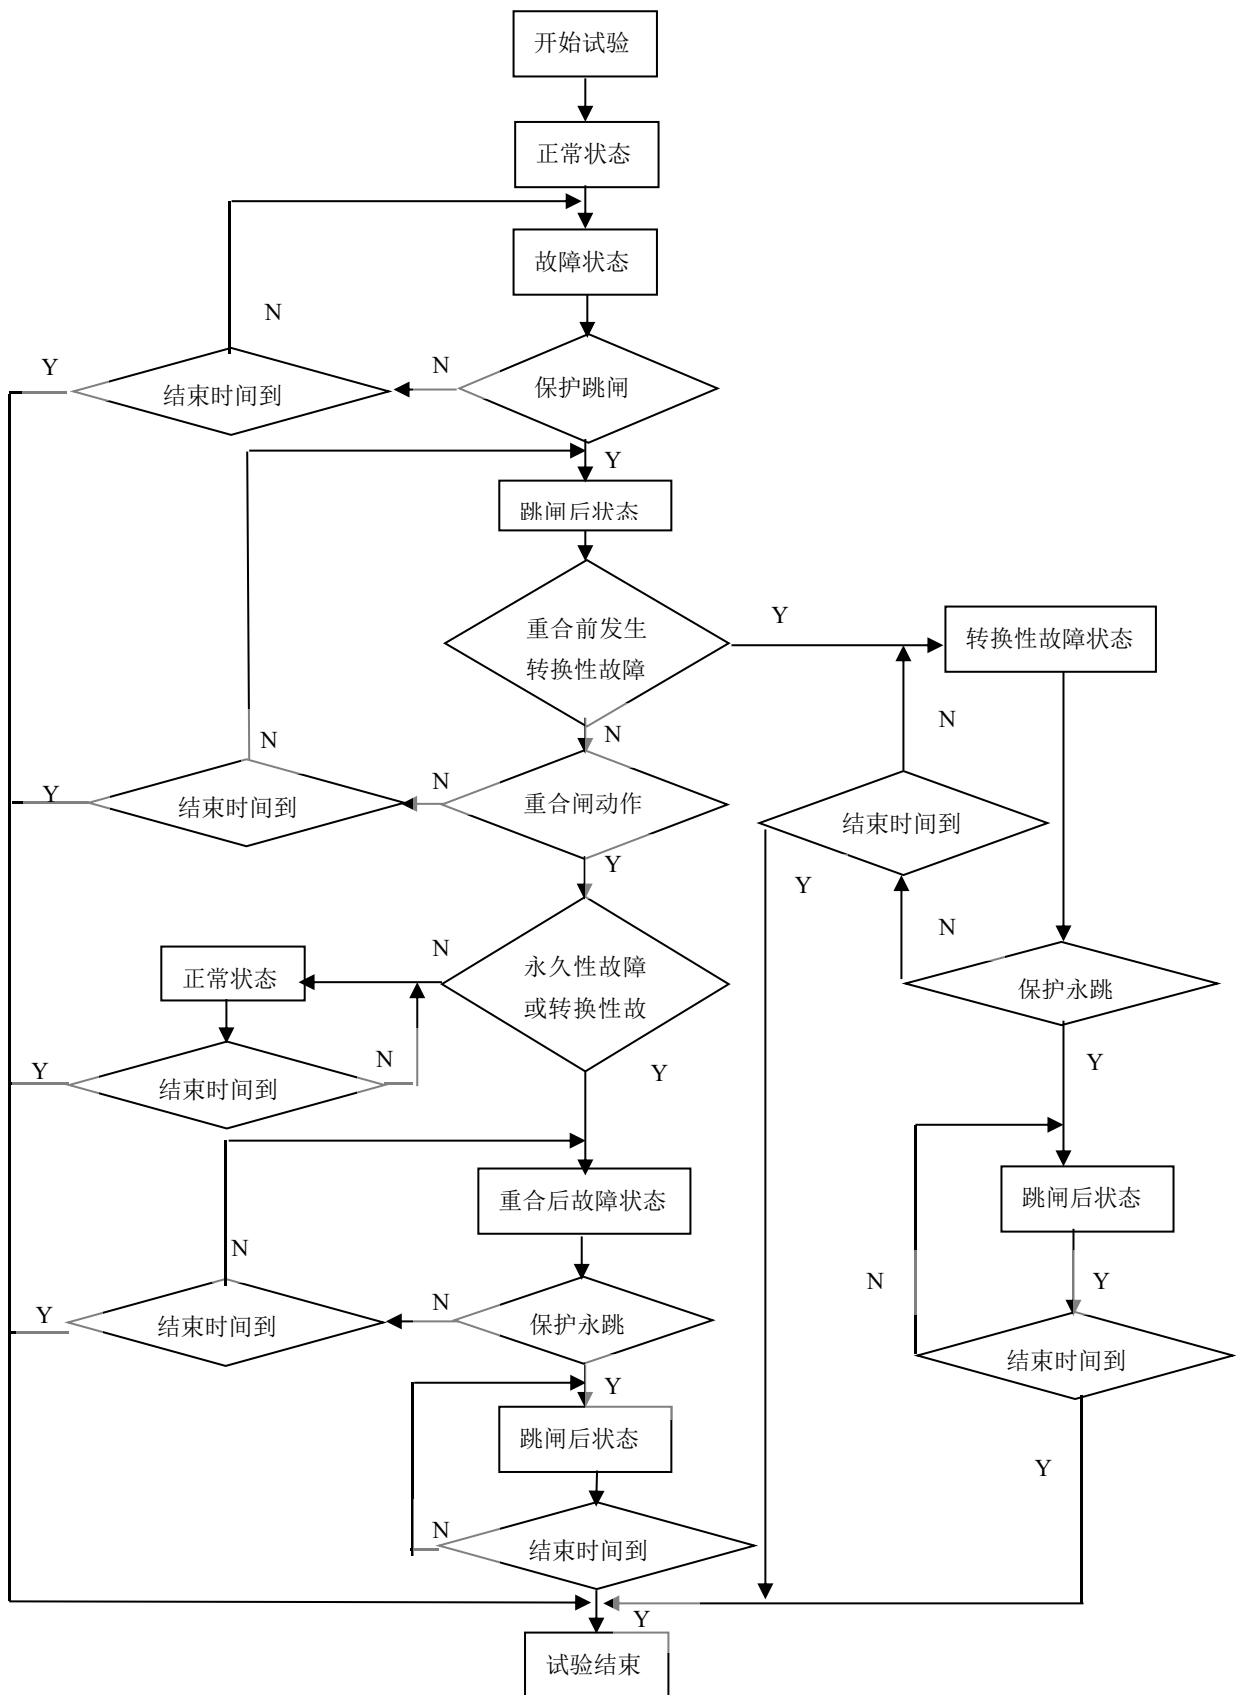 开始试验
正常状态
故障状态
N
Y
N
结束时间到
保护跳闸
Y
跳闸后状态
重合前发生
转换性故障
Y
转换性故障状态
N
N
N
Y
N
结束时间到
重合闸动作
结束时间到
Y
Y
N
N
永久性故障
或转换性故
正常状态
保护永跳
Y
N
结束时间到
Y
Y
重合后故障状态
跳闸后状态
N
Y
N
结束时间到
保护永跳
N
Y
结束时间到
Y
跳闸后状态
Y
N
结束时间到
Y
试验结束